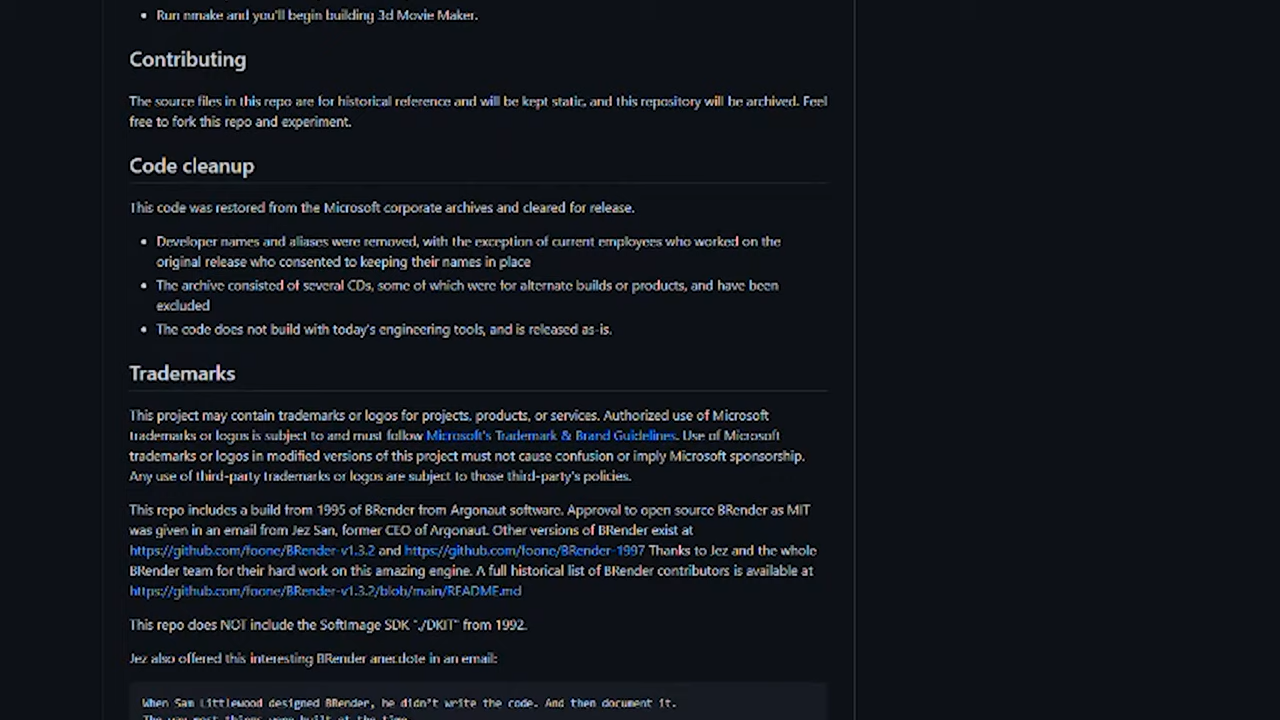 Run nmake and you'll begin building 3d Movie Maker.
Contributing
The source files in this repo are for historical reference and will be kept static, and this repository will be archived. Feel
free to fork this repo and experiment.
Code cleanup
This code was restored from the Microsoft corporate archives and cleared for release.
Developer names and aliases were removed, with the exception of current employees who worked on the
original release who consented to keeping their names in place
The archive consisted of several CDs, some of which were for alternate builds or products, and have been
excluded
The code does not build with today's engineering tools, and is released as-is.
Trademarks
This project may contain trademarks or logos for projects, products, or services. Authorized use of Microsoft
trademarks or logos is subject to and must follow Microsoft's Trademark & Brand Guidelines. Use of Microsoft
trademarks or logos in modified versions of this project must not cause confusion or imply Microsoft sponsorship.
Any use of third-party trademarks or logos are subject to those third-party's policies.
This repo includes a build from 1995 of BRender from Argonaut software. Approval to open source BRender as MIT
was given in an email from Jez San, former CEO of Argonaut. Other versions of BRender exist at
https://github.com/foone/BRender-v1.3.2 and https://github.com/foone/BRender-1997 Thanks to Jez and the whole
BRender team for their hard work on this amazing engine. A full historical list of BRender contributors is available at
https://github.com/foone/BRender-v1.3.2/blob/main/README.md
This repo does NOT include the SoftImage SDK "./DKIT" from 1992.
Jez also offered this interesting BRender anecdote in an email:
When Sam Littlewood designed BRender, he didn't write the code. And then document it.
The way most things were built at the time.